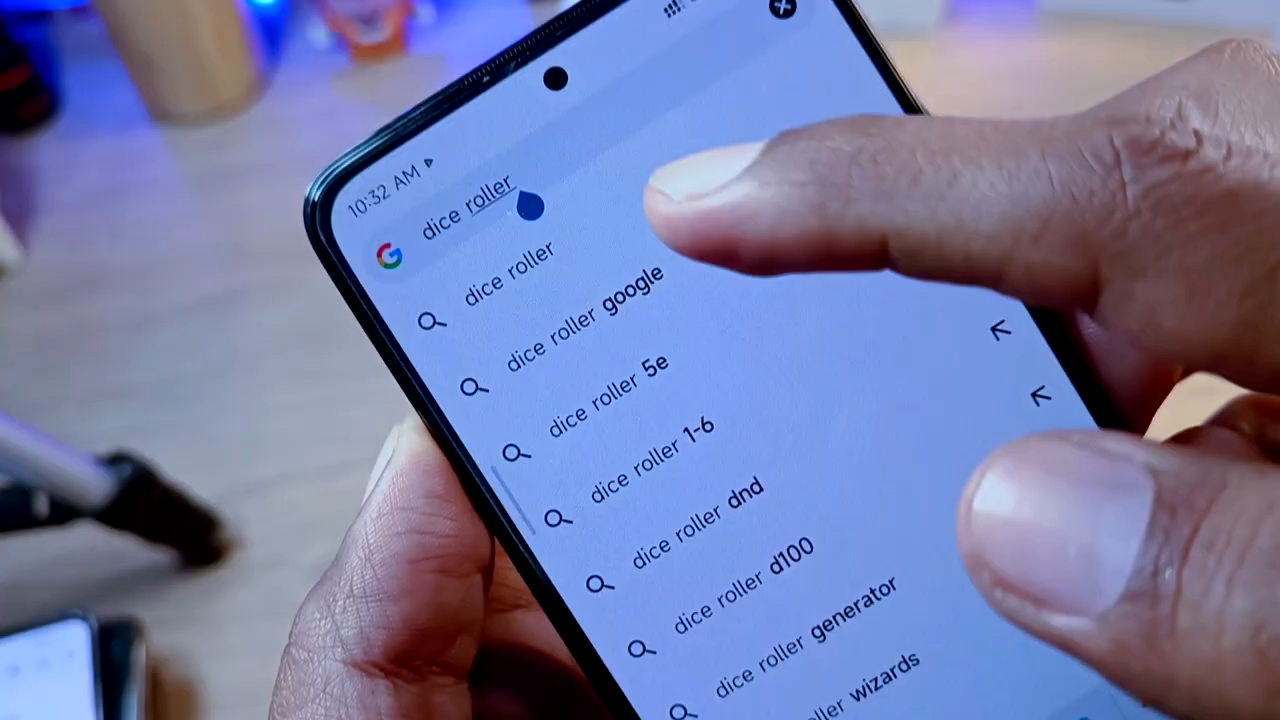 10:32 AM
dice roller
dice roller
dice roller google
dice roller 5e
dice roller 1-6
dice roller dnd
dice roller d100
dice roller generator
roller wizards